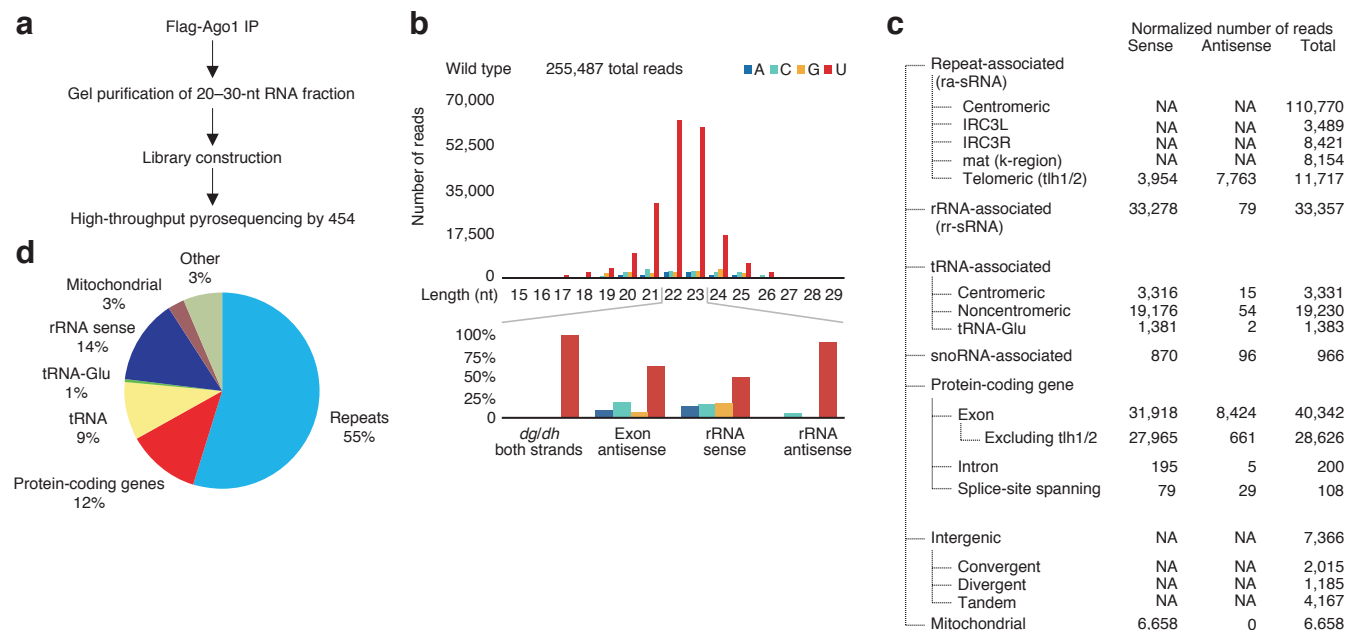 a
Flag-Ago1 IP
Gel purification of 20–30-nt RNA fraction
Library construction
High-throughput pyrosequencing by 454
b
Wild type 255,487 total reads A C G U
Number of reads
70,000
52,500
35,000
17,500
0
Length (nt) 15 16 17 18 19 20 21 22 23 24 25 26 27 28 29
100%
75%
50%
25%
0
dg/dh both strands
Exon antisense
rRNA sense
rRNA antisense
c
Normalized number of reads
Sense Antisense Total
Repeat-associated
(ra-sRNA)
Centromeric NA NA 110,770
IRC3L NA NA 3,489
IRC3R NA NA 8,421
mat (k-region) NA NA 8,154
Telomeric (tlh1/2) 3,954 7,763 11,717
rRNA-associated 33,278 79 33,357
(rr-sRNA)
tRNA-associated
Centromeric 3,316 15 3,331
Noncentromeric 19,176 54 19,230
tRNA-Glu 1,381 2 1,383
snoRNA-associated 870 96 966
Protein-coding gene
Exon 31,918 8,424 40,342
Excluding tlh1/2 27,965 661 28,626
Intron 195 5 200
Splice-site spanning 79 29 108
Intergenic NA NA 7,366
Convergent NA NA 2,015
Divergent NA NA 1,185
Tandem NA NA 4,167
Mitochondrial 6,658 0 6,658
d
Other
3%
Mitochondrial
3%
rRNA sense
14%
tRNA-Glu
1%
tRNA
9%
Protein-coding genes
12%
Repeats
55%